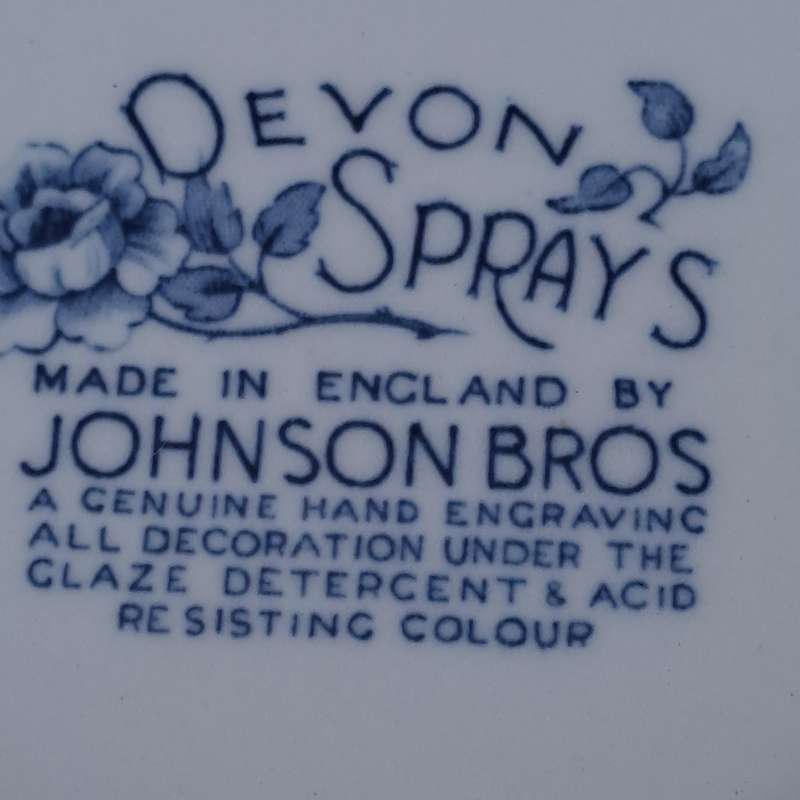 DEVON
SPRAYS
MADE IN ENGLAND BY
JOHNSON BROS
A GENUINE HAND ENGRAVING
ALL DECORATION UNDER THE
GLAZE DETERGENT & ACID
RESISTING COLOUR